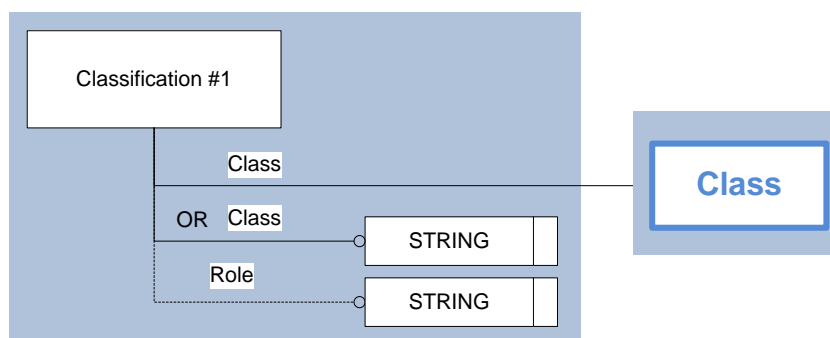 Classification #1
Class
Class
OR Class
STRING
Role
STRING